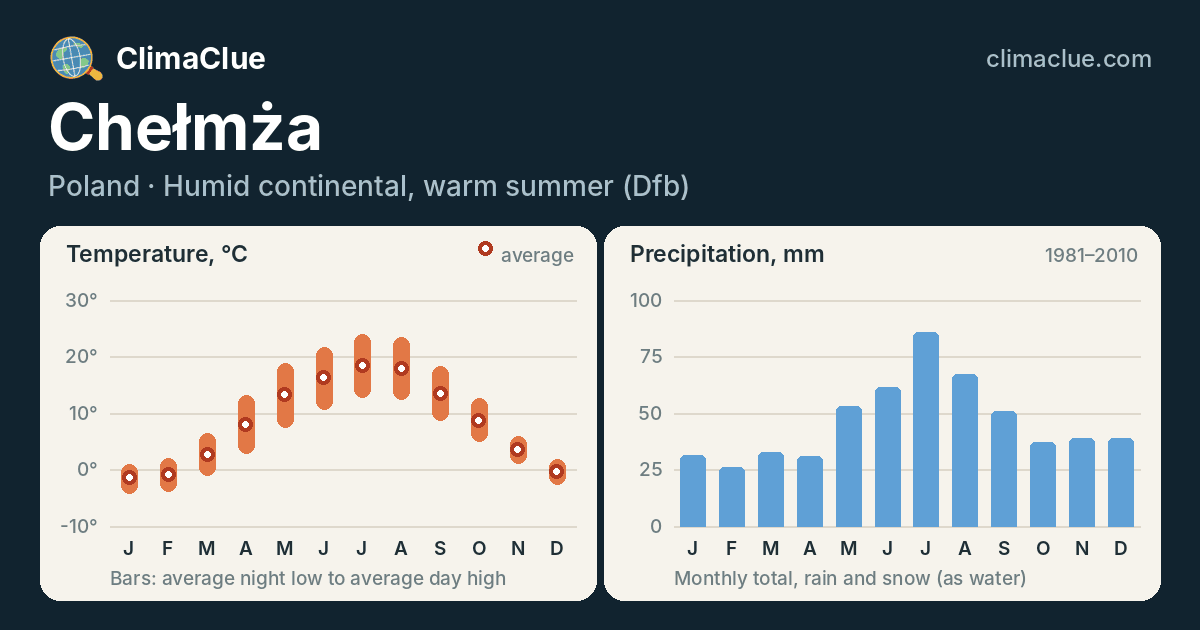 ClimaClue
climaclue.com
Chełmża
Poland · Humid continental, warm summer (Dfb)
Temperature, °C
average
30°
20°
10°
0°
-10°
J F M A M J J A S O N D
Bars: average night low to average day high
Precipitation, mm
1981–2010
100
75
50
25
0
J F M A M J J A S O N D
Monthly total, rain and snow (as water)